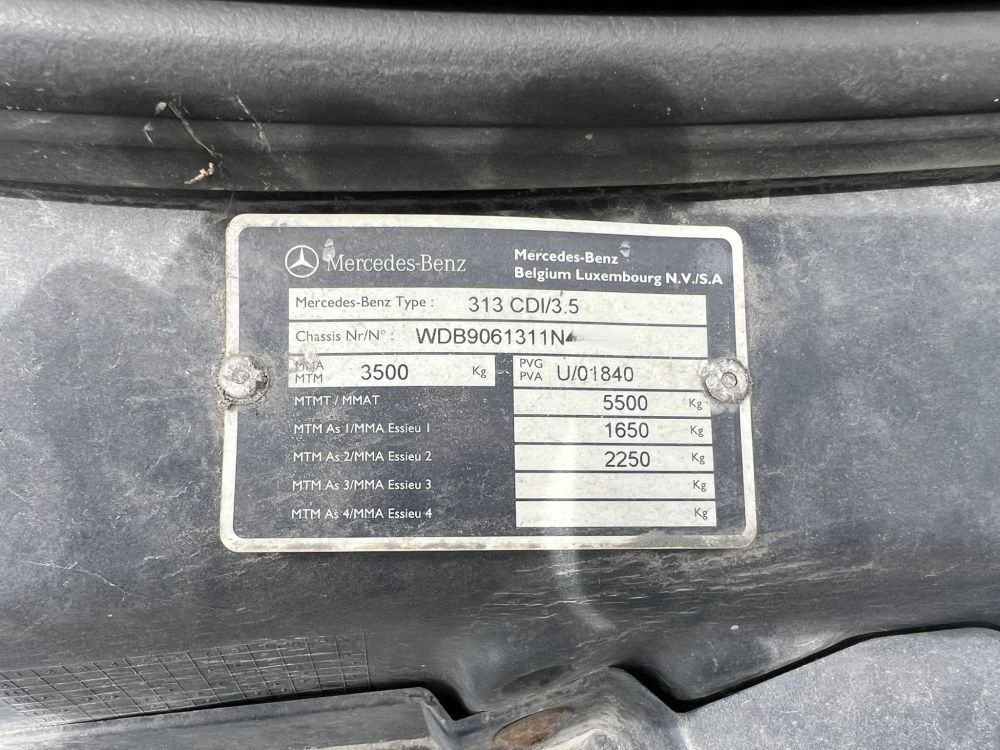 Mercedes-Benz
Mercedes-Benz
Belgium Luxembourg N.V./S.A
Mercedes-Benz Type : 313 CDI/3.5
Chassis Nr/N° : WDB9061311N
MMA
MTM 3500 Kg
PVG
PVA U/01840
MTMT / MMAT 5500 Kg
MTM As 1/MMA Essieu 1 1650 Kg
MTM As 2/MMA Essieu 2 2250 Kg
MTM As 3/MMA Essieu 3 Kg
MTM As 4/MMA Essieu 4 Kg